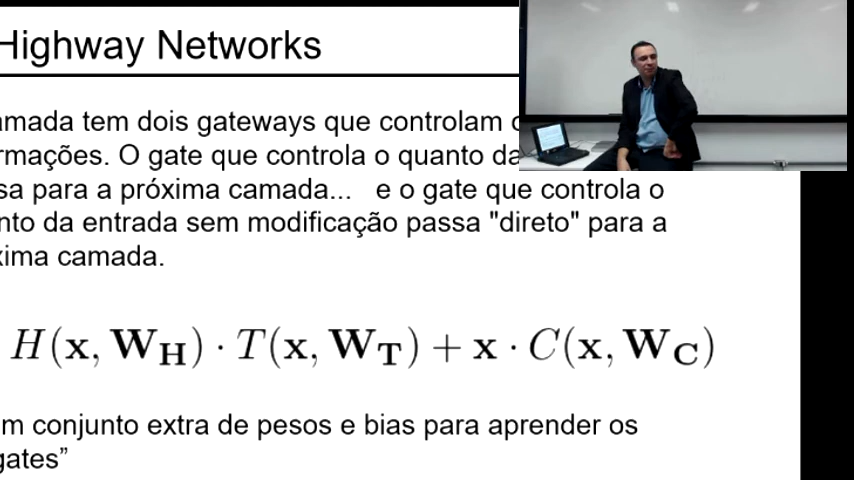 Highway Networks
amada tem dois gateways que controlam
rmações. O gate que controla o quanto da
sa para a próxima camada... e o gate que controla o
nto da entrada sem modificação passa "direto" para a
xima camada.
H(x, W_H) · T(x, W_T) + x · C(x, W_C)
m conjunto extra de pesos e bias para aprender os
gates”